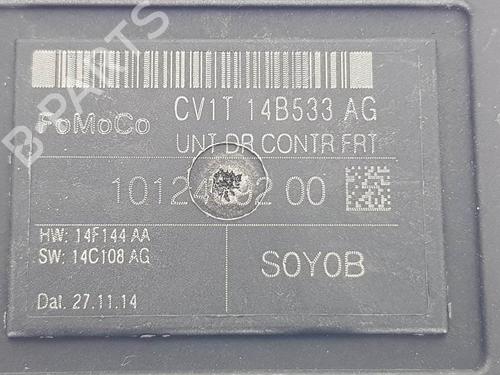 FoMoCo
CV1T 14B533 AG
UNT DR CONTR FRT
02 00
HW: 14F144 AA
SW: 14C108 AG
S0Y0B
Dat. 27.11.14
B-PARTS